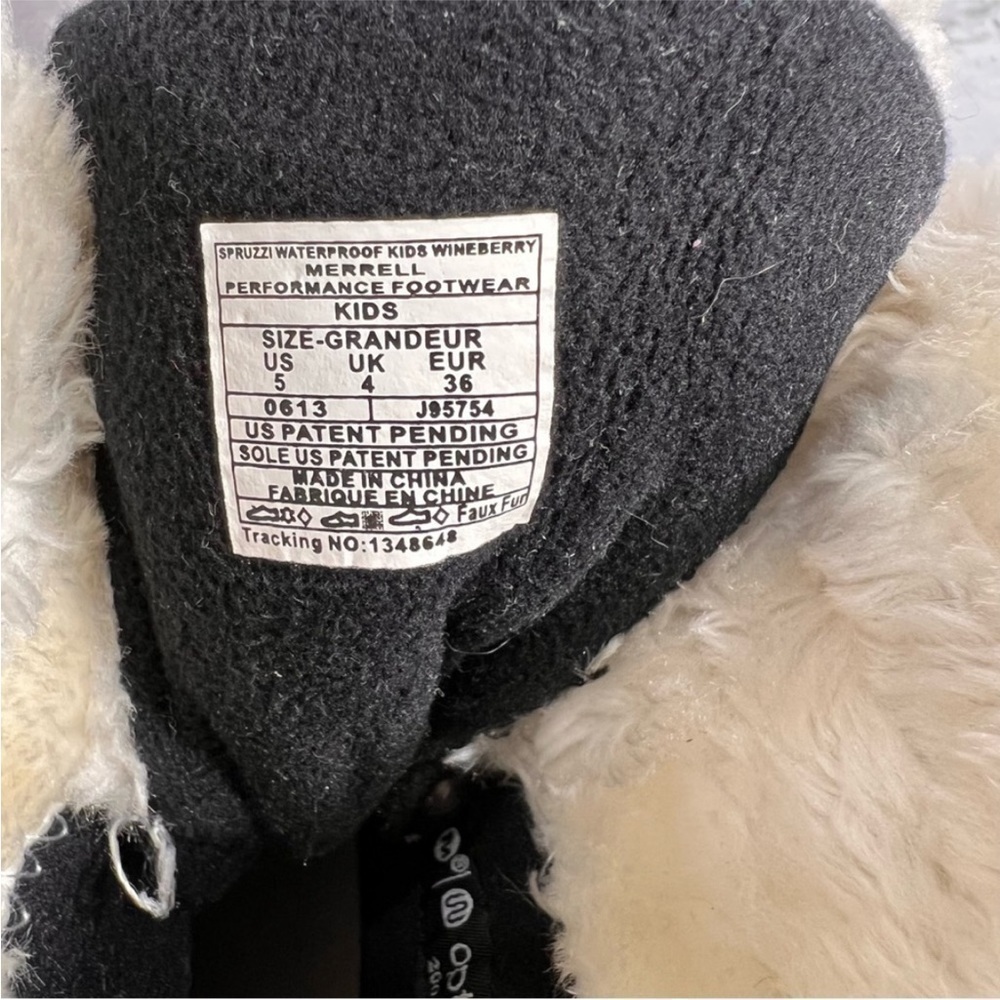 SPRUZZI WATERPROOF KIDS WINEBERRY
MERRELL
PERFORMANCE FOOTWEAR
KIDS
SIZE-GRANDEUR
US UK EUR
5 4 36
0613 J95754
US PATENT PENDING
SOLE US PATENT PENDING
MADE IN CHINA
FABRIQUE EN CHINE
Faux Fur
Tracking NO:1348648